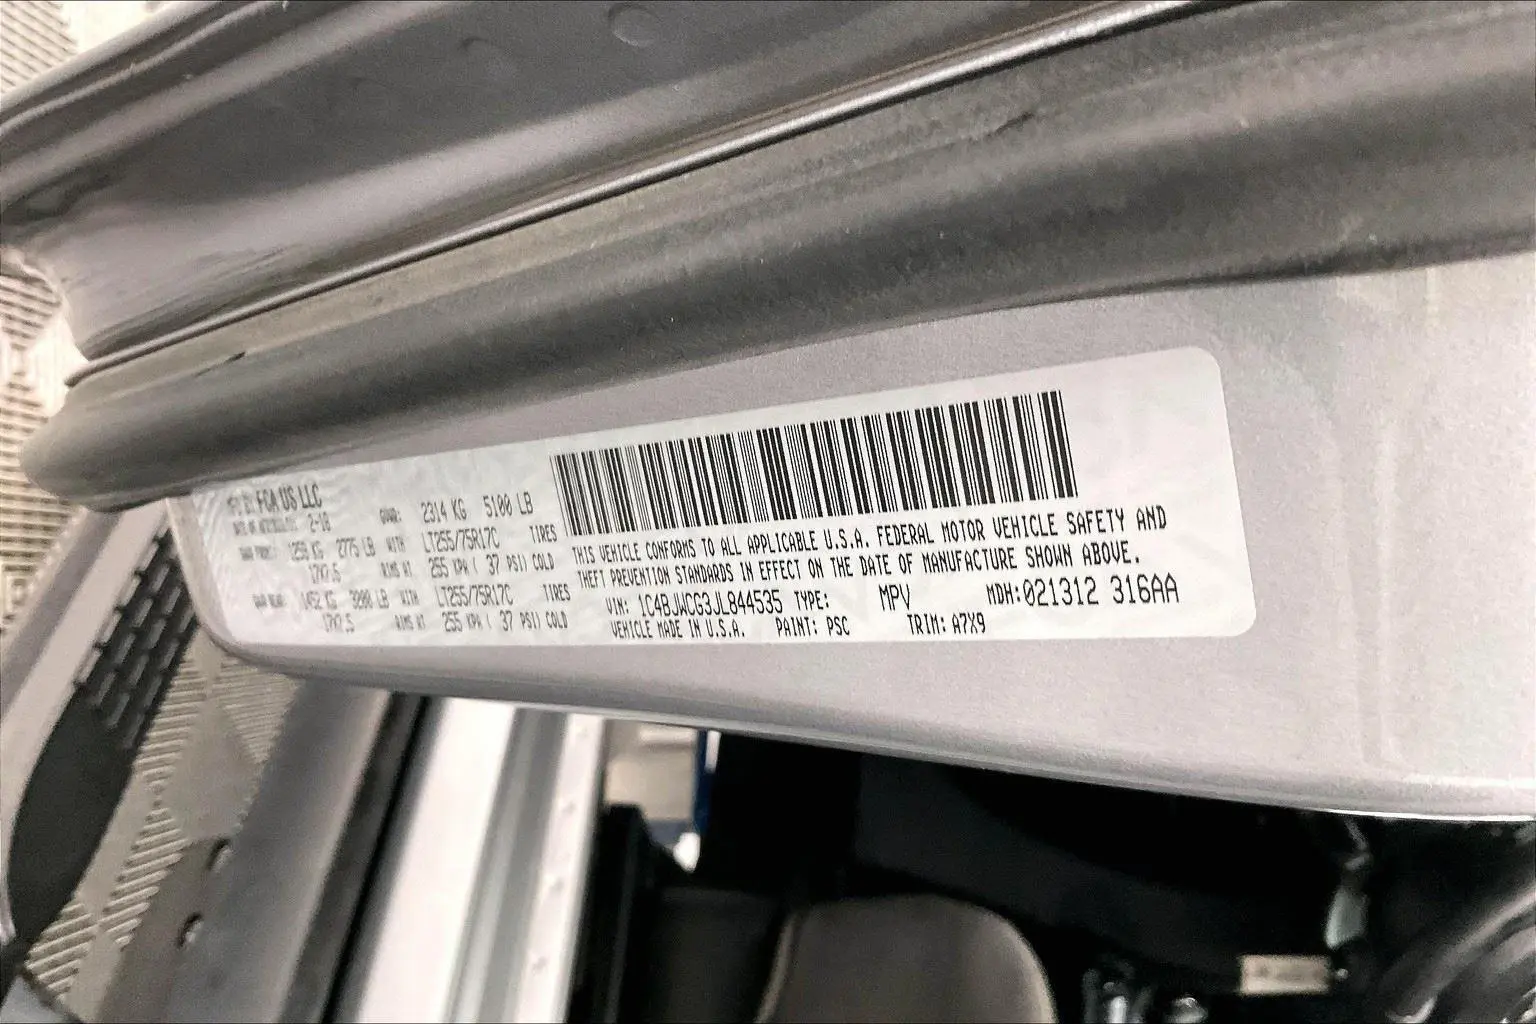 MFD BY FCA US LLC
DATE OF MFR 2-18 GVWR: 2314 KG 5100 LB
GAWR FRONT: 1259 KG 2775 LB WITH LT255/75R17C TIRES
17X7.5 RIMS AT 255 KPA ( 37 PSI) COLD
GAWR REAR: 1452 KG 3200 LB WITH LT255/75R17C TIRES
17X7.5 RIMS AT 255 KPA ( 37 PSI) COLD
THIS VEHICLE CONFORMS TO ALL APPLICABLE U.S.A. FEDERAL MOTOR VEHICLE SAFETY AND
THEFT PREVENTION STANDARDS IN EFFECT ON THE DATE OF MANUFACTURE SHOWN ABOVE.
VIN: 1C4BJWCG3JL844535 TYPE: MPV MDH:021312 316AA
VEHICLE MADE IN U.S.A. PAINT: PSC TRIM: A7X9